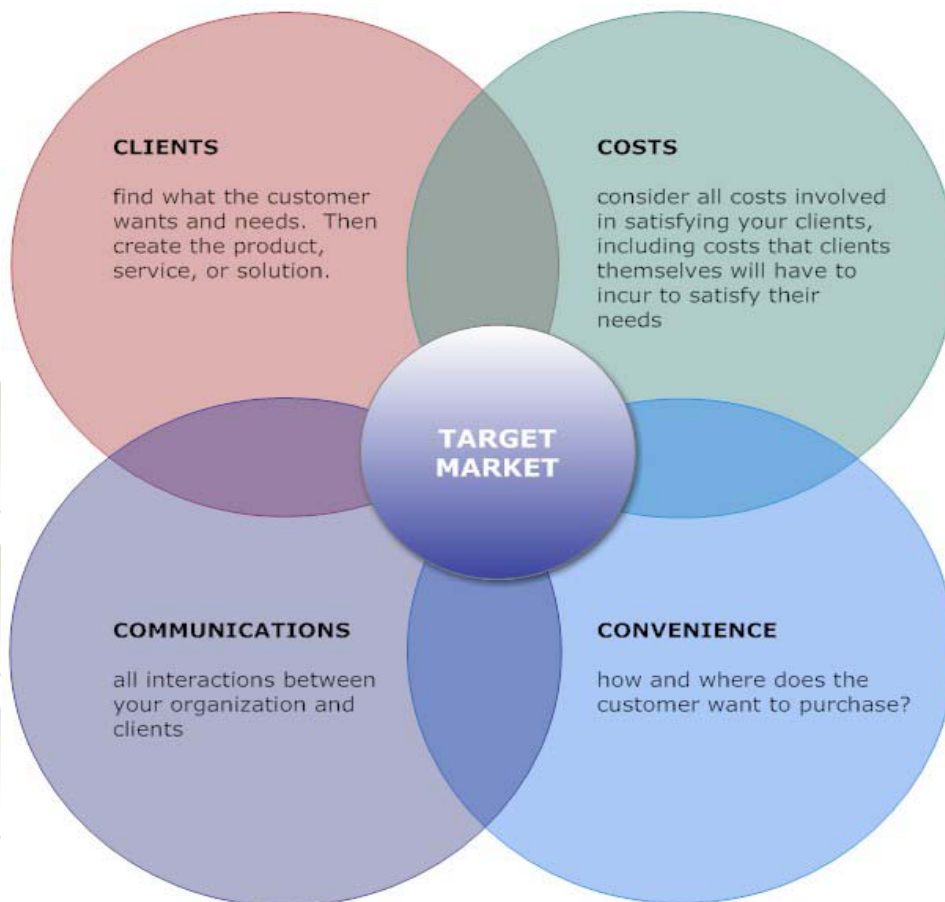 CLIENTS
find what the customer
wants and needs.  Then
create the product,
service, or solution.
COSTS
consider all costs involved
in satisfying your clients,
including costs that clients
themselves will have to
incur to satisfy their
needs
TARGET
MARKET
COMMUNICATIONS
all interactions between
your organization and
clients
CONVENIENCE
how and where does the
customer want to purchase?